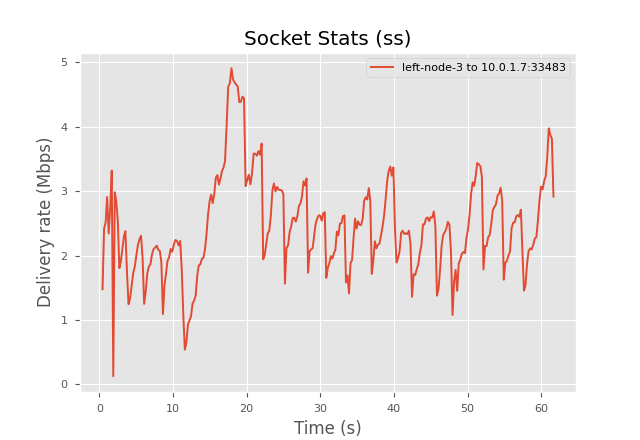 Socket Stats (ss)
left-node-3 to 10.0.1.7:33483
Delivery rate (Mbps)
5
4
3
2
1
0
0 10 20 30 40 50 60
Time (s)